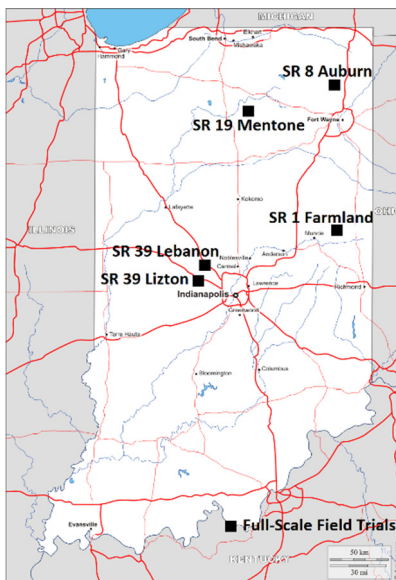 MICHIGAN
Elkhart
South Bend
Mishawaka
Gary
Hammond
SR 8 Auburn
SR 19 Mentone
Fort Wayne
ILLINOIS
OHIO
Kokomo
Lafayette
SR 1 Farmland
Muncie
Anderson
SR 39 Lebanon
Noblesville
Carmel
SR 39 Lizton
Lawrence
Richmond
Indianapolis
Greenwood
Terre Haute
Bloomington
Columbus
Evansville
Full-Scale Field Trials
KENTUCKY
50 km
30 mi